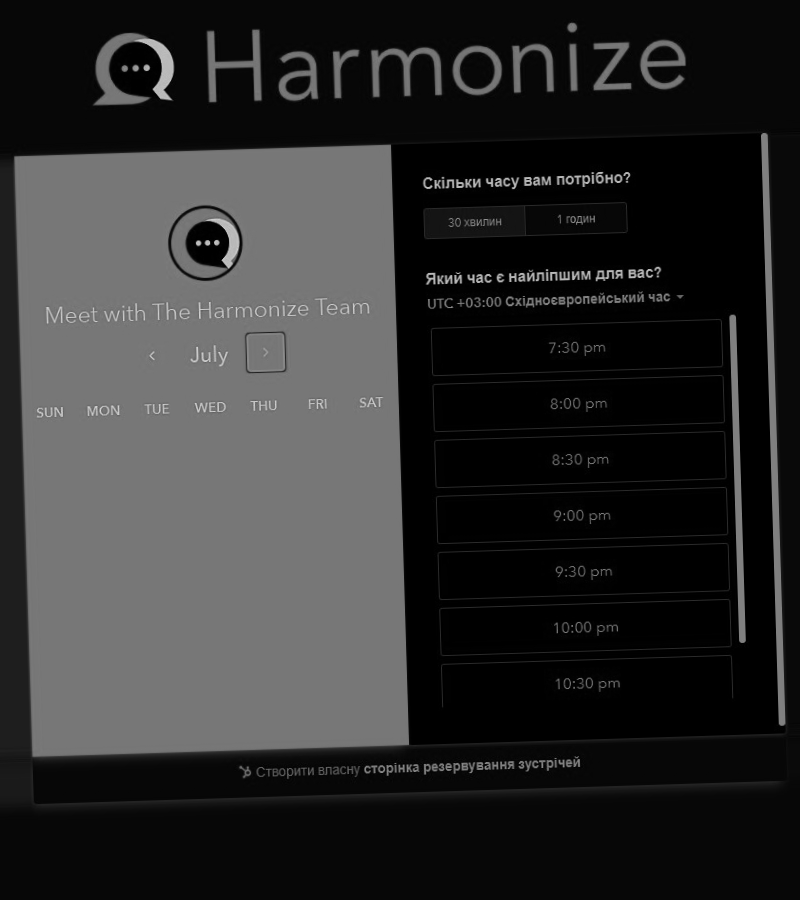 Harmonize
Meet with The Harmonize Team
July
SUN MON TUE WED THU FRI SAT
Скільки часу вам потрібно?
30 хвилин 1 годин
Який час є найліпшим для вас?
UTC +03:00 Східноєвропейський час
7:30 pm
8:00 pm
8:30 pm
9:00 pm
9:30 pm
10:00 pm
10:30 pm
Створити власну сторінка резервування зустрічей